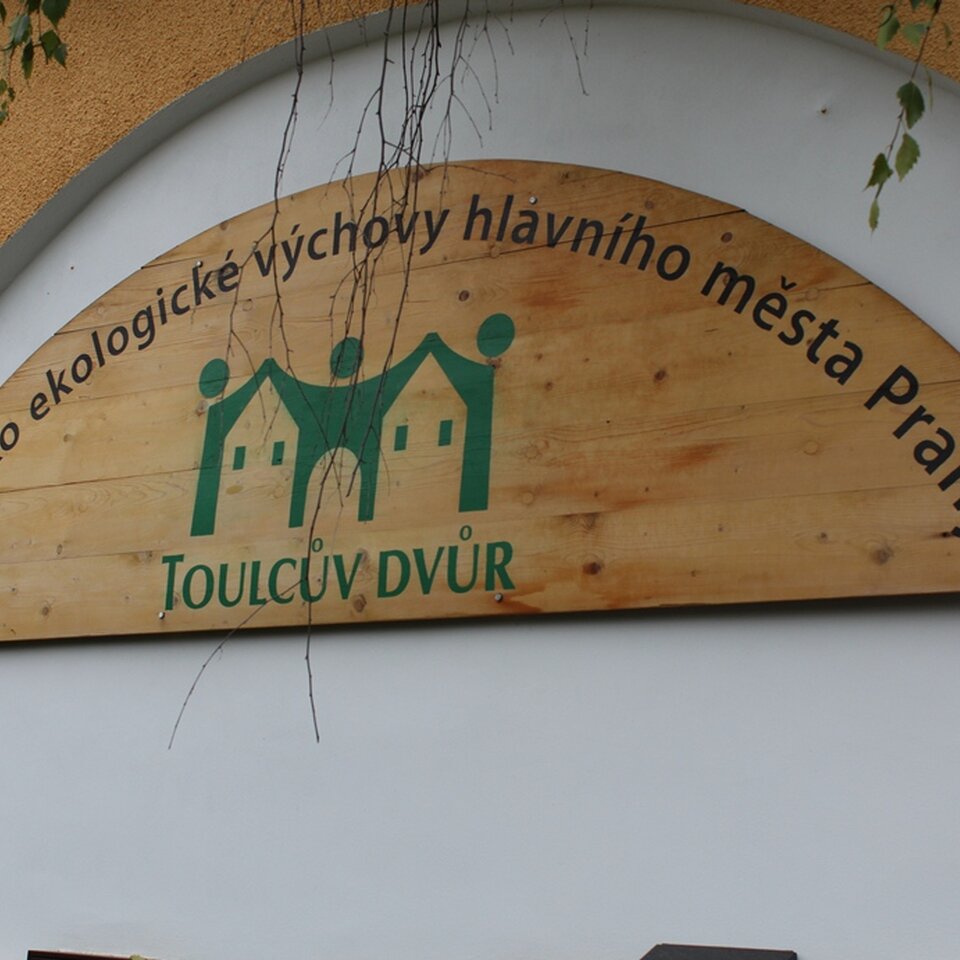 ekologické výchovy hlavního města
TOULCŮV DVŮR